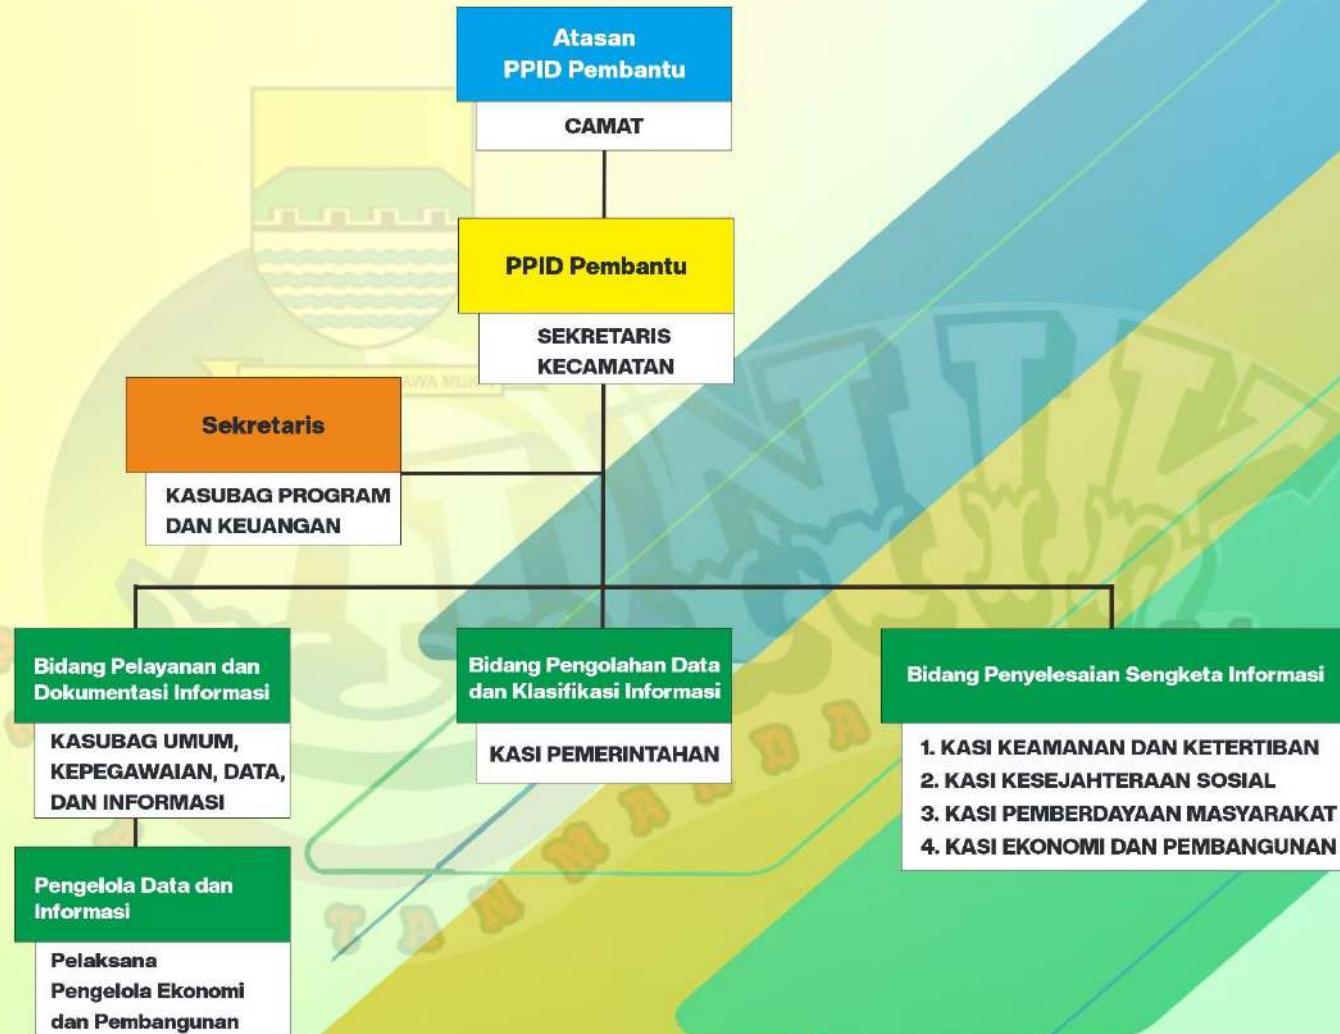 Atasan
PPID Pembantu
CAMAT
PPID Pembantu
SEKRETARIS
KECAMATAN
Sekretaris
KASUBAG PROGRAM
DAN KEUANGAN
Bidang Pelayanan dan
Dokumentasi Informasi
KASUBAG UMUM,
KEPEGAWAIAN, DATA,
DAN INFORMASI
Pengelola Data dan
Informasi
Pelaksana
Pengelola Ekonomi
dan Pembangunan
Bidang Pengolahan Data
dan Klasifikasi Informasi
KASI PEMERINTAHAN
Bidang Penyelesaian Sengketa Informasi
1. KASI KEAMANAN DAN KETERTIBAN
2. KASI KESEJAHTERAAN SOSIAL
3. KASI PEMBERDAYAAN MASYARAKAT
4. KASI EKONOMI DAN PEMBANGUNAN